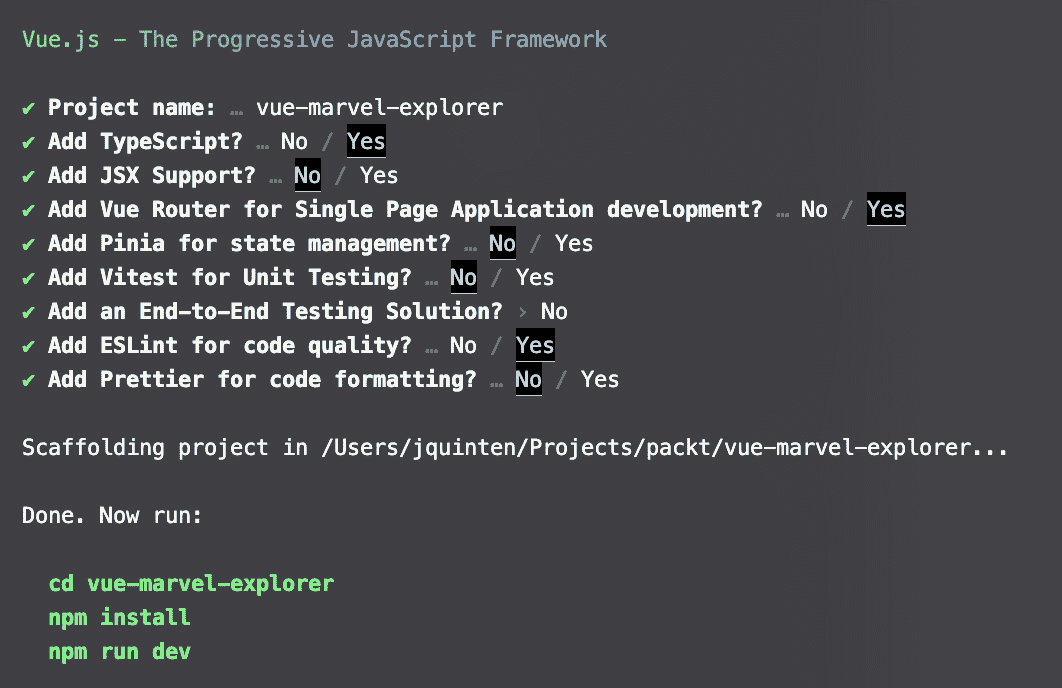 Vue.js – The Progressive JavaScript Framework
✔ Project name: … vue-marvel-explorer
✔ Add TypeScript? … No / Yes
✔ Add JSX Support? … No / Yes
✔ Add Vue Router for Single Page Application development? … No / Yes
✔ Add Pinia for state management? … No / Yes
✔ Add Vitest for Unit Testing? … No / Yes
✔ Add an End-to-End Testing Solution? › No
✔ Add ESLint for code quality? … No / Yes
✔ Add Prettier for code formatting? … No / Yes
Scaffolding project in /Users/jquinten/Projects/packt/vue-marvel-explorer...
Done. Now run:
cd vue-marvel-explorer
npm install
npm run dev